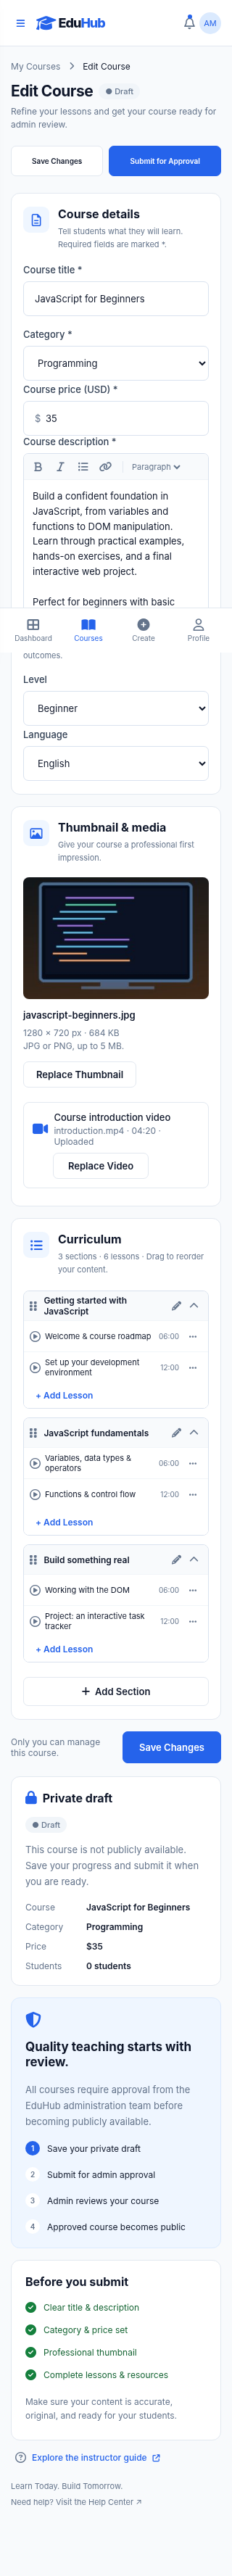 EduHub
AM
My Courses > Edit Course
Edit Course
Draft
Refine your lessons and get your course ready for
admin review.
Save Changes
Submit for Approval
Course details
Tell students what they will learn.
Required fields are marked *.
Course title *
JavaScript for Beginners
Category *
Programming
Course price (USD) *
$ 35
Course description *
B I Paragraph
Build a confident foundation in
JavaScript, from variables and
functions to DOM manipulation.
Learn through practical examples,
hands-on exercises, and a final
interactive web project.
Perfect for beginners with basic
Dashboard
Courses
Create
Profile
outcomes.
Level
Beginner
Language
English
Thumbnail & media
Give your course a professional first
impression.
javascript-beginners.jpg
1280 × 720 px · 684 KB
JPG or PNG, up to 5 MB.
Replace Thumbnail
Course introduction video
introduction.mp4 · 04:20 ·
Uploaded
Replace Video
Curriculum
3 sections · 6 lessons · Drag to reorder
your content.
Getting started with
JavaScript
Welcome & course roadmap 06:00
Set up your development
environment 12:00
+ Add Lesson
JavaScript fundamentals
Variables, data types &
operators 06:00
Functions & control flow 12:00
+ Add Lesson
Build something real
Working with the DOM 06:00
Project: an interactive task
tracker 12:00
+ Add Lesson
+ Add Section
Only you can manage
this course.
Save Changes
Private draft
Draft
This course is not publicly available.
Save your progress and submit it when
you are ready.
Course JavaScript for Beginners
Category Programming
Price $35
Students 0 students
Quality teaching starts with
review.
All courses require approval from the
EduHub administration team before
becoming publicly available.
1 Save your private draft
2 Submit for admin approval
3 Admin reviews your course
4 Approved course becomes public
Before you submit
Clear title & description
Category & price set
Professional thumbnail
Complete lessons & resources
Make sure your content is accurate,
original, and ready for your students.
Explore the instructor guide
Learn Today. Build Tomorrow.
Need help? Visit the Help Center ↗